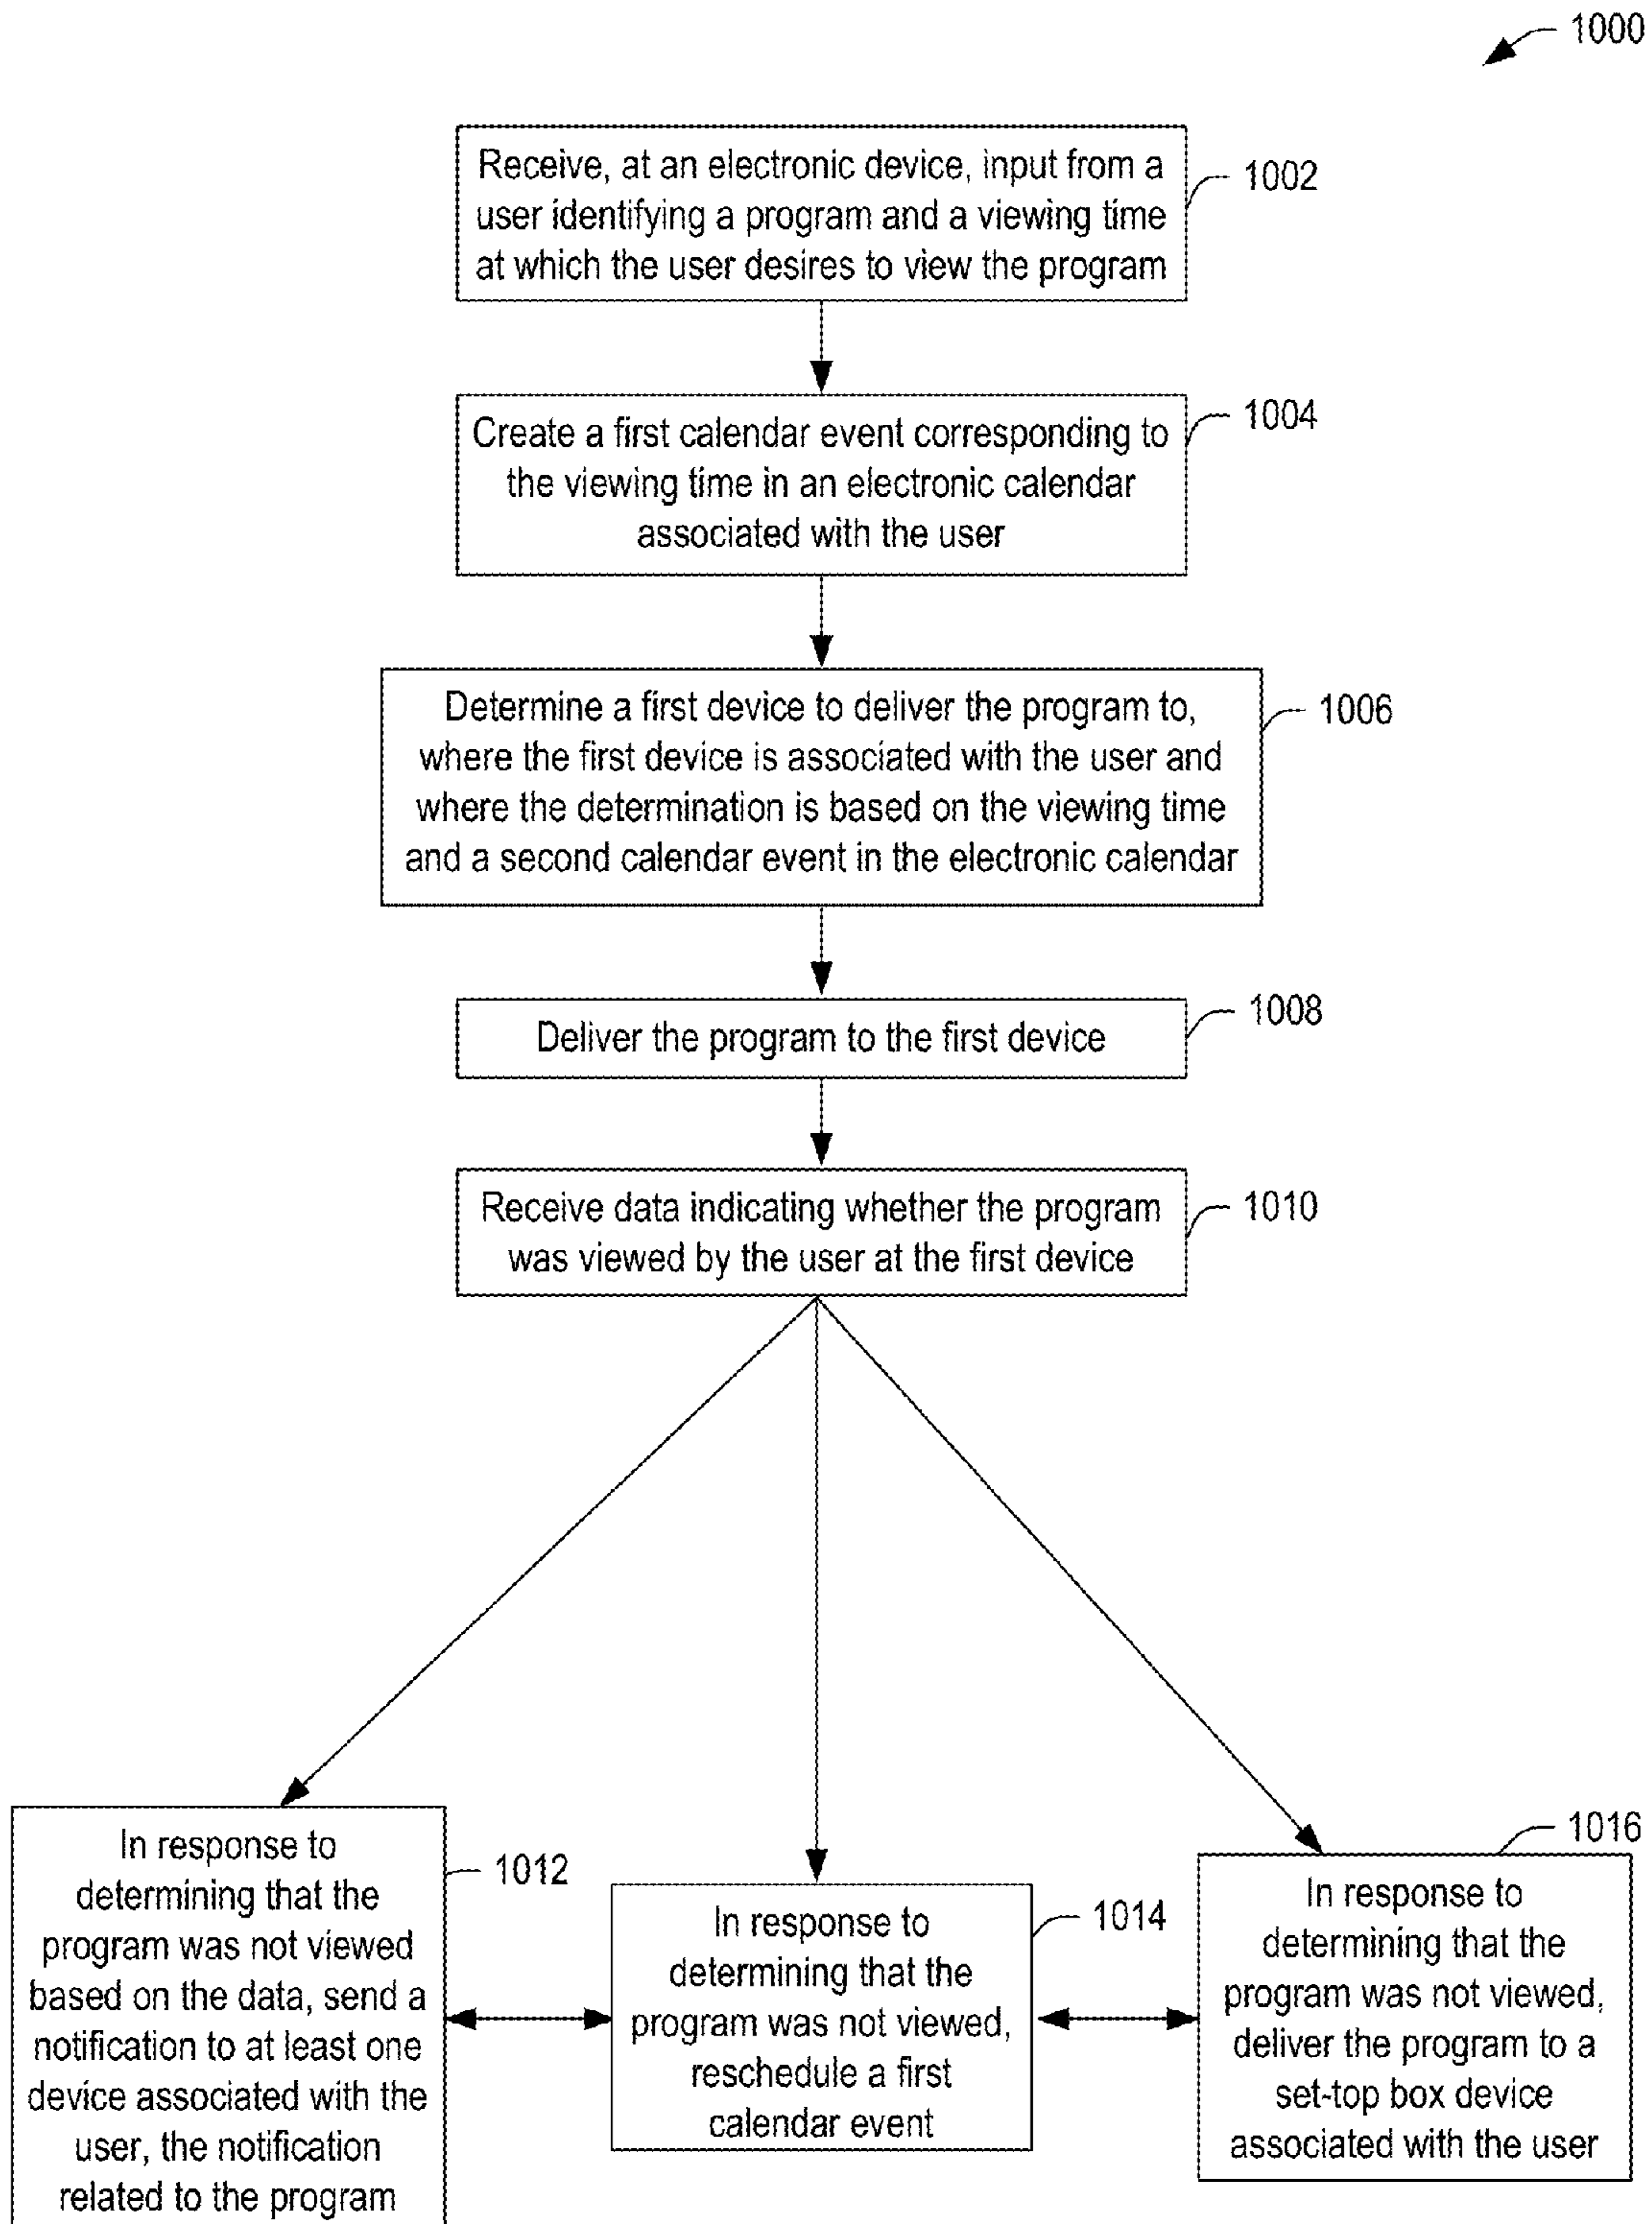 1000
Receive, at an electronic device, input from a
user identifying a program and a viewing time
at which the user desires to view the program
1002
Create a first calendar event corresponding to
the viewing time in an electronic calendar
associated with the user
1004
Determine a first device to deliver the program to,
where the first device is associated with the user and
where the determination is based on the viewing time
and a second calendar event in the electronic calendar
1006
Deliver the program to the first device
1008
Receive data indicating whether the program
was viewed by the user at the first device
1010
In response to
determining that the
program was not viewed
based on the data, send a
notification to at least one
device associated with the
user, the notification
related to the program
1012
In response to
determining that the
program was not viewed,
reschedule a first
calendar event
1014
In response to
determining that the
program was not viewed,
deliver the program to a
set-top box device
associated with the user
1016